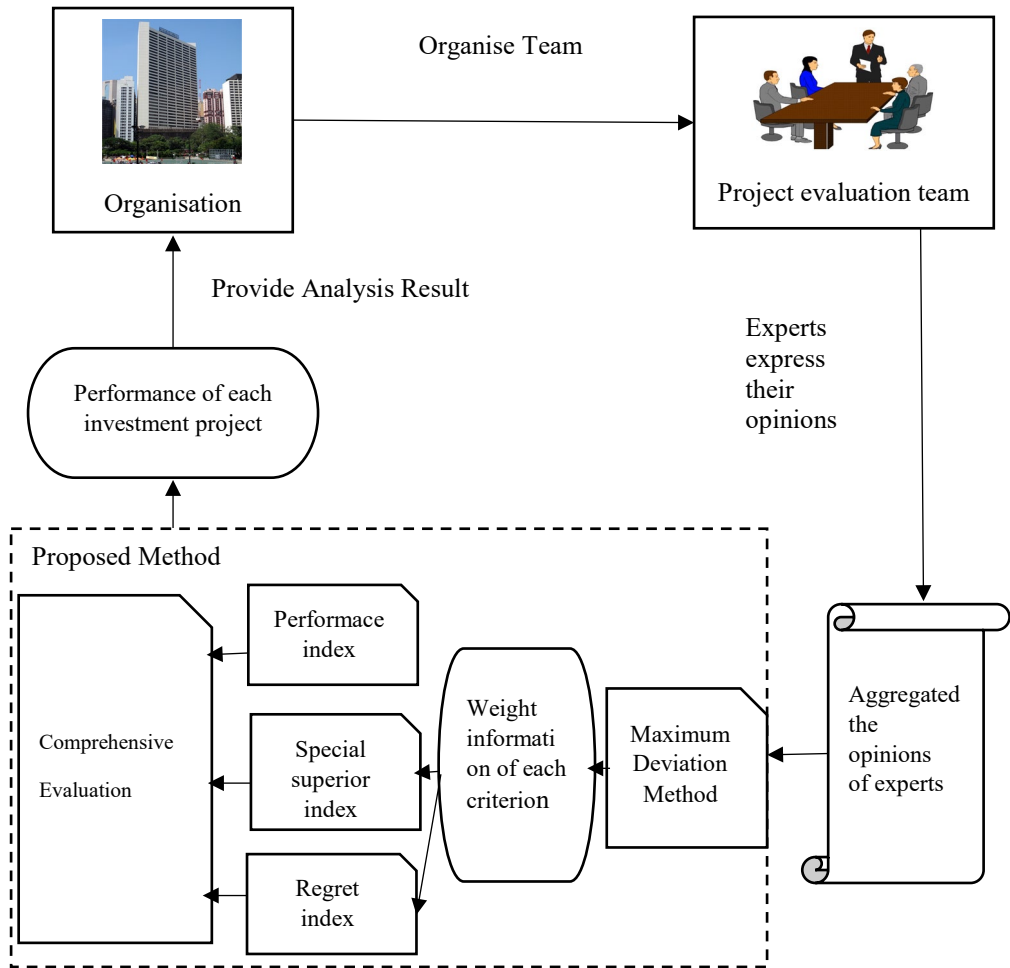 Organise Team
Organisation
Project evaluation team
Provide Analysis Result
Experts
express
their
opinions
Performance of each
investment project
Proposed Method
Performace
index
Comprehensive
Evaluation
Special
superior
index
Regret
index
Weight
informati
on of each
criterion
Maximum
Deviation
Method
Aggregated
the
opinions
of experts